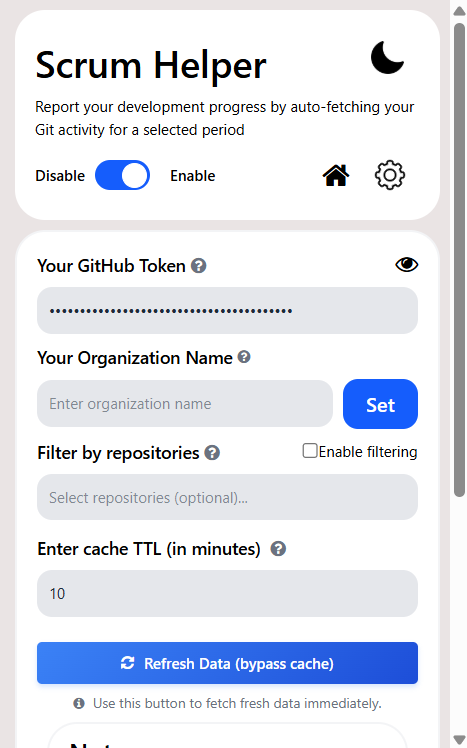 Scrum Helper
Report your development progress by auto-fetching your
Git activity for a selected period
Disable Enable
Your GitHub Token
••••••••••••••••••••••••••••••••••••••••
Your Organization Name
Enter organization name
Set
Filter by repositories
Enable filtering
Select repositories (optional)...
Enter cache TTL (in minutes)
10
Refresh Data (bypass cache)
Use this button to fetch fresh data immediately.